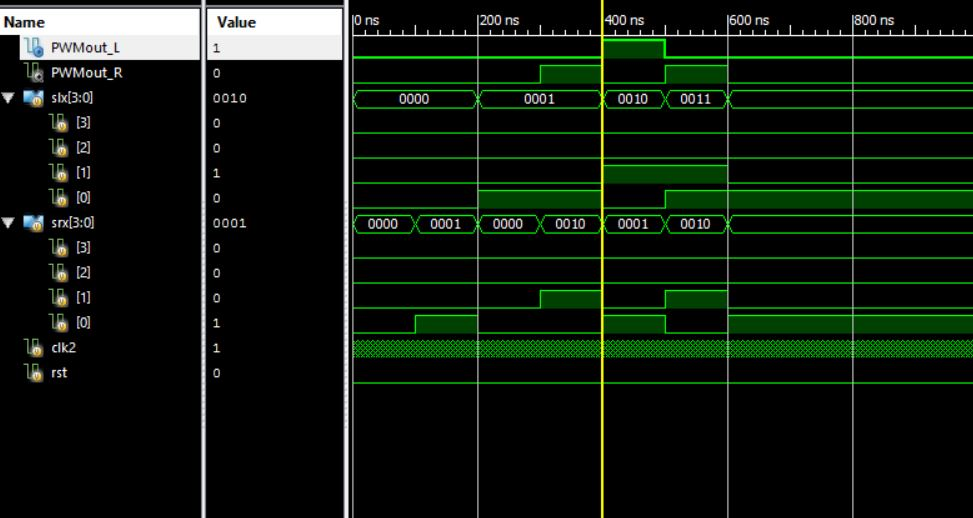 Name Value 0 ns 200 ns 400 ns 600 ns 800 ns
PWMout_L 1
PWMout_R 0
slx[3:0] 0010 0000 0001 0010 0011
[3] 0
[2] 0
[1] 1
[0] 0
srx[3:0] 0001 0000 0001 0000 0010 0001 0010
[3] 0
[2] 0
[1] 0
[0] 1
clk2 1
rst 0